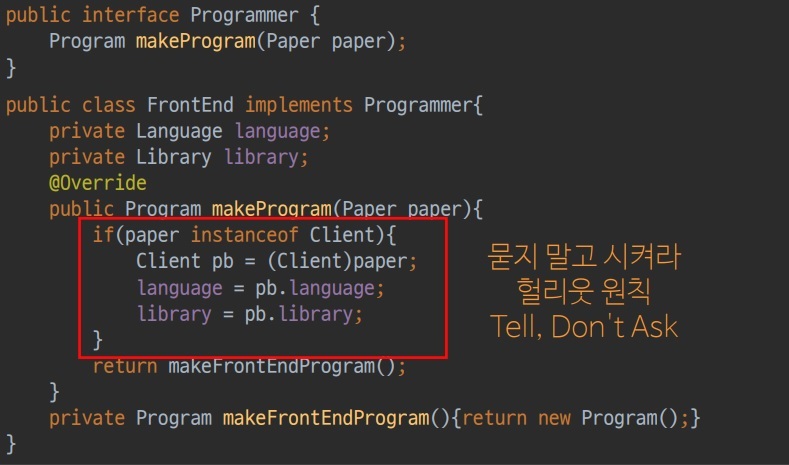 public interface Programmer {
    Program makeProgram(Paper paper);
}
public class FrontEnd implements Programmer{
    private Language language;
    private Library library;
    @Override
    public Program makeProgram(Paper paper){
        if(paper instanceof Client){
            Client pb = (Client)paper;
            language = pb.language;
            library = pb.library;
        }
        return makeFrontEndProgram();
    }
    private Program makeFrontEndProgram(){return new Program();}
}
묻지 말고 시켜라
헐리웃 원칙
Tell, Don't Ask